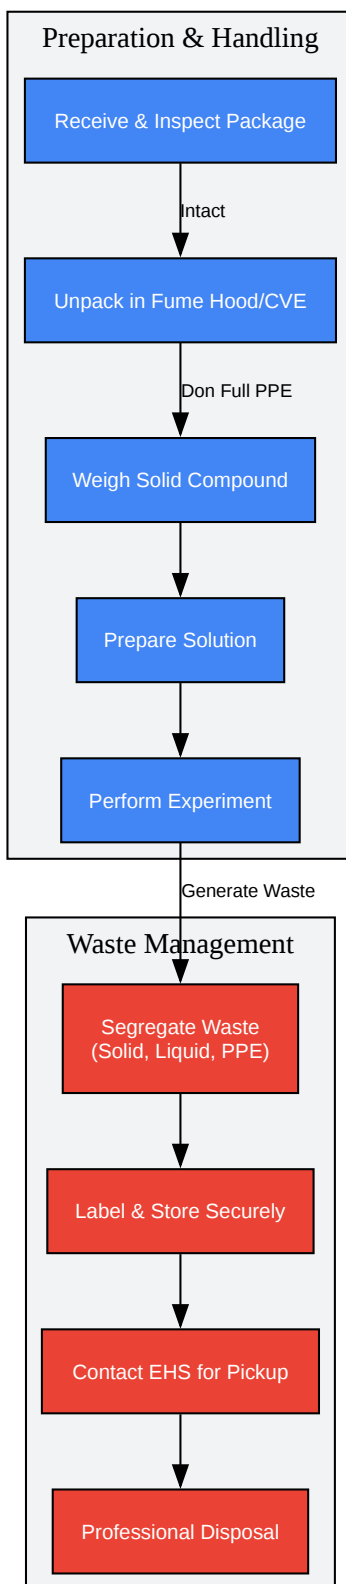 Preparation & Handling
Receive & Inspect Package
Intact
Unpack in Fume Hood/CVE
Don Full PPE
Weigh Solid Compound
Prepare Solution
Perform Experiment
Generate Waste
Waste Management
Segregate Waste
(Solid, Liquid, PPE)
Label & Store Securely
Contact EHS for Pickup
Professional Disposal